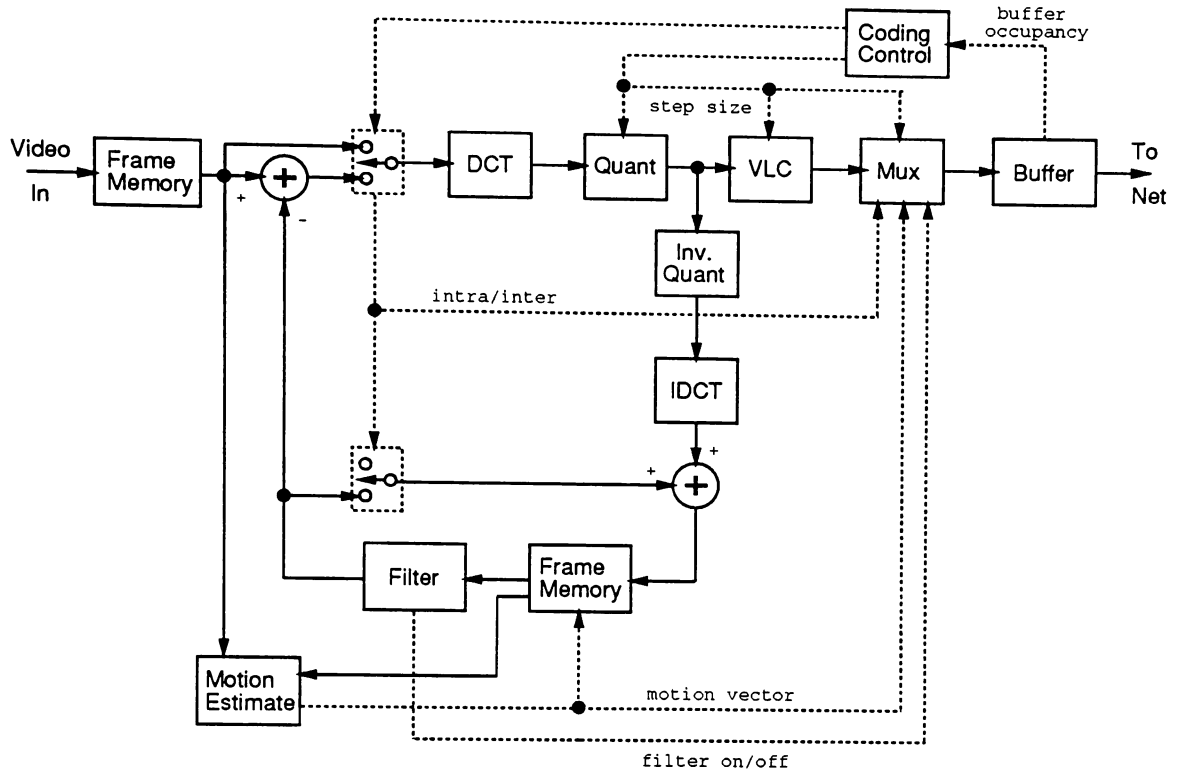 buffer
occupancy
Coding
Control
step size
Video
In
Frame
Memory
+
-
+
DCT
Quant
VLC
Mux
Buffer
To
Net
Inv.
Quant
intra/inter
IDCT
+
+
+
Filter
Frame
Memory
Motion
Estimate
motion vector
filter on/off